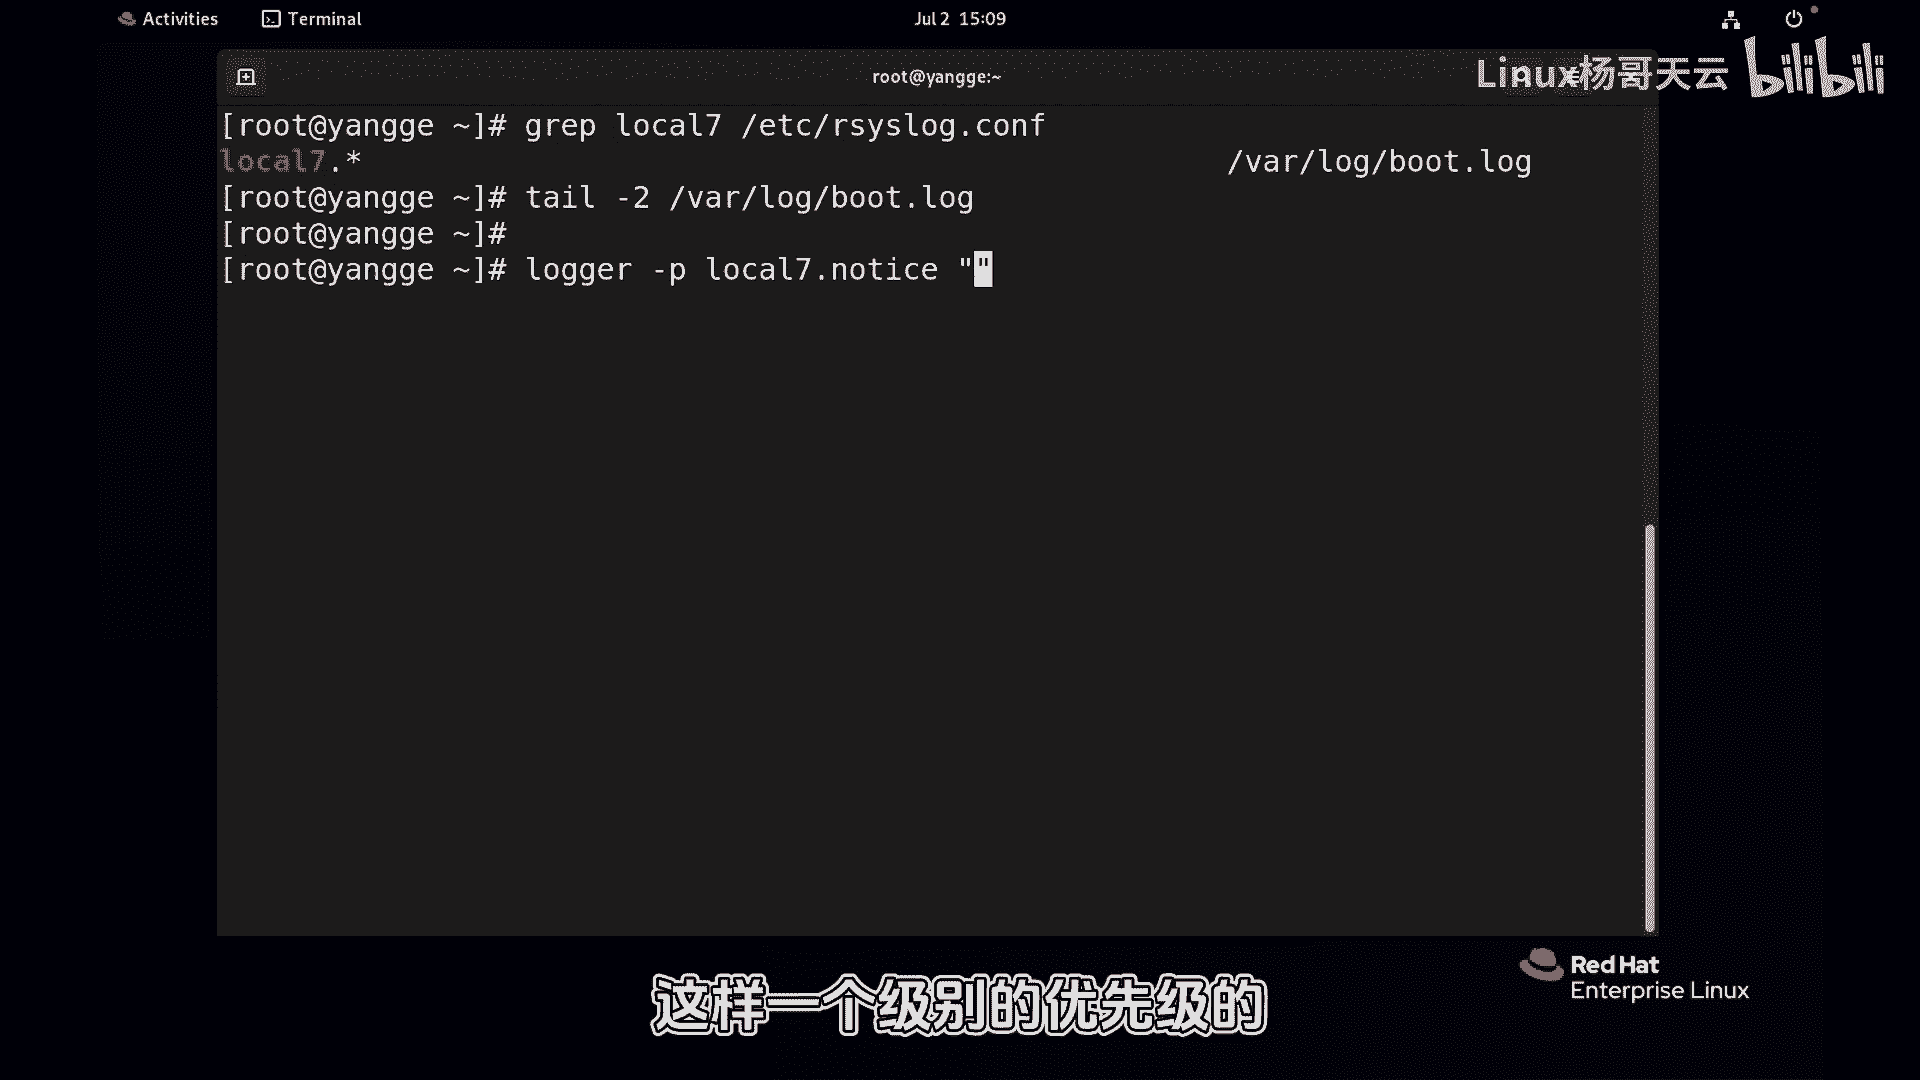 Activities Terminal Jul 2 15:09
root@yangge:~
Linux杨哥天云 bilibili
[root@yangge ~]# grep local7 /etc/rsyslog.conf
local7.* /var/log/boot.log
[root@yangge ~]# tail -2 /var/log/boot.log
[root@yangge ~]#
[root@yangge ~]# logger -p local7.notice ""
Red Hat
Enterprise Linux
这样一个级别的优先级的